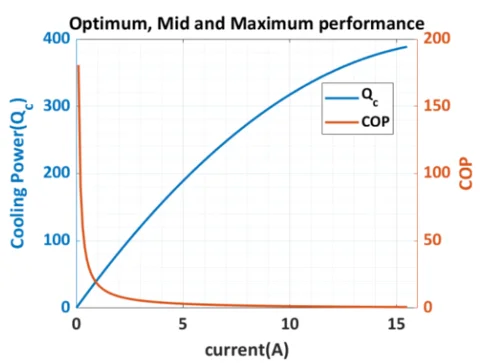 Optimum, Mid and Maximum performance
400
300
200
100
0
Cooling Power(Qc)
200
150
100
50
0
COP
Qc
COP
0 5 10 15
current(A)